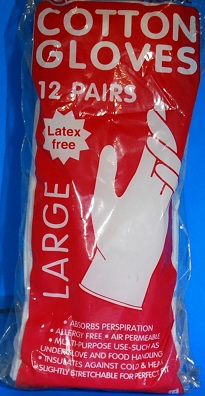 COTTON
GLOVES
12 PAIRS
Latex
free
LARGE
• ABSORBS PERSPIRATION
• ALLERGY FREE • AIR PERMEABLE
• MULTI-PURPOSE USE-SUCH AS
UNDERGLOVE AND FOOD HANDLING
• INSULATES AGAINST COLD & HEAT
• SLIGHTLY STRETCHABLE FOR PERFECT FIT